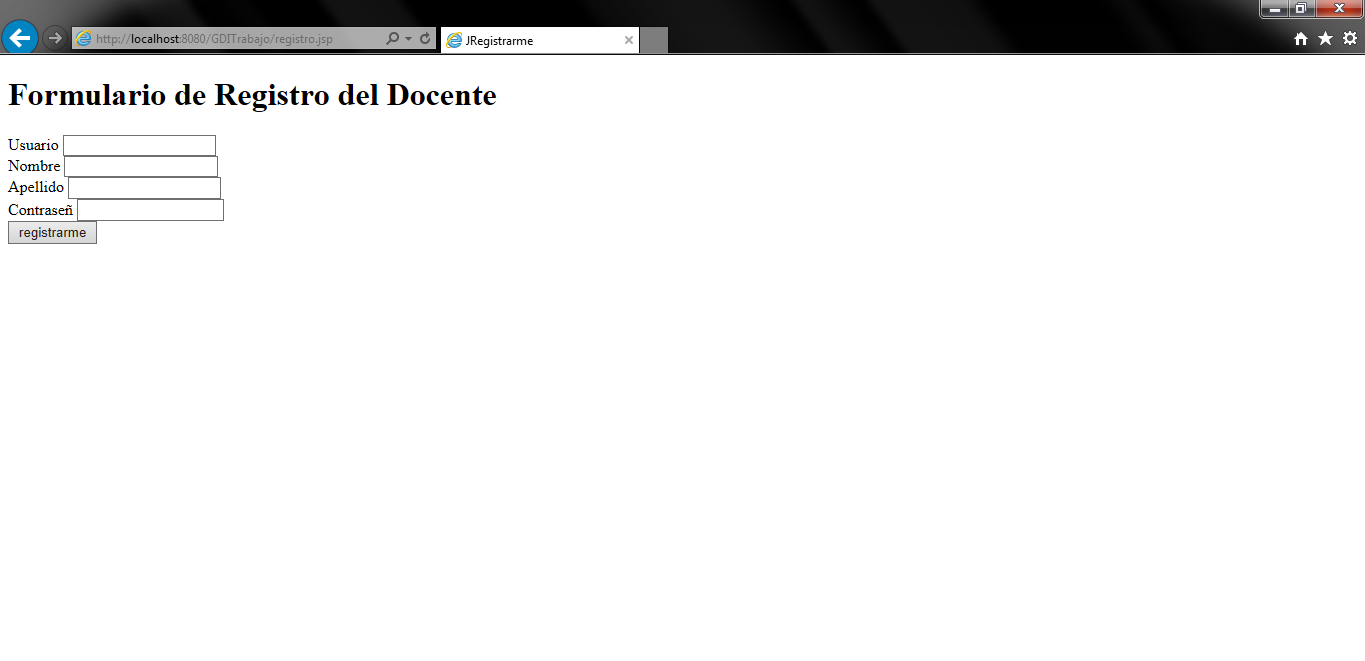 http://localhost:8080/GDITrabajo/registro.jsp
JRegistrarme
Formulario de Registro del Docente
Usuario
Nombre
Apellido
Contraseñ
registrarme